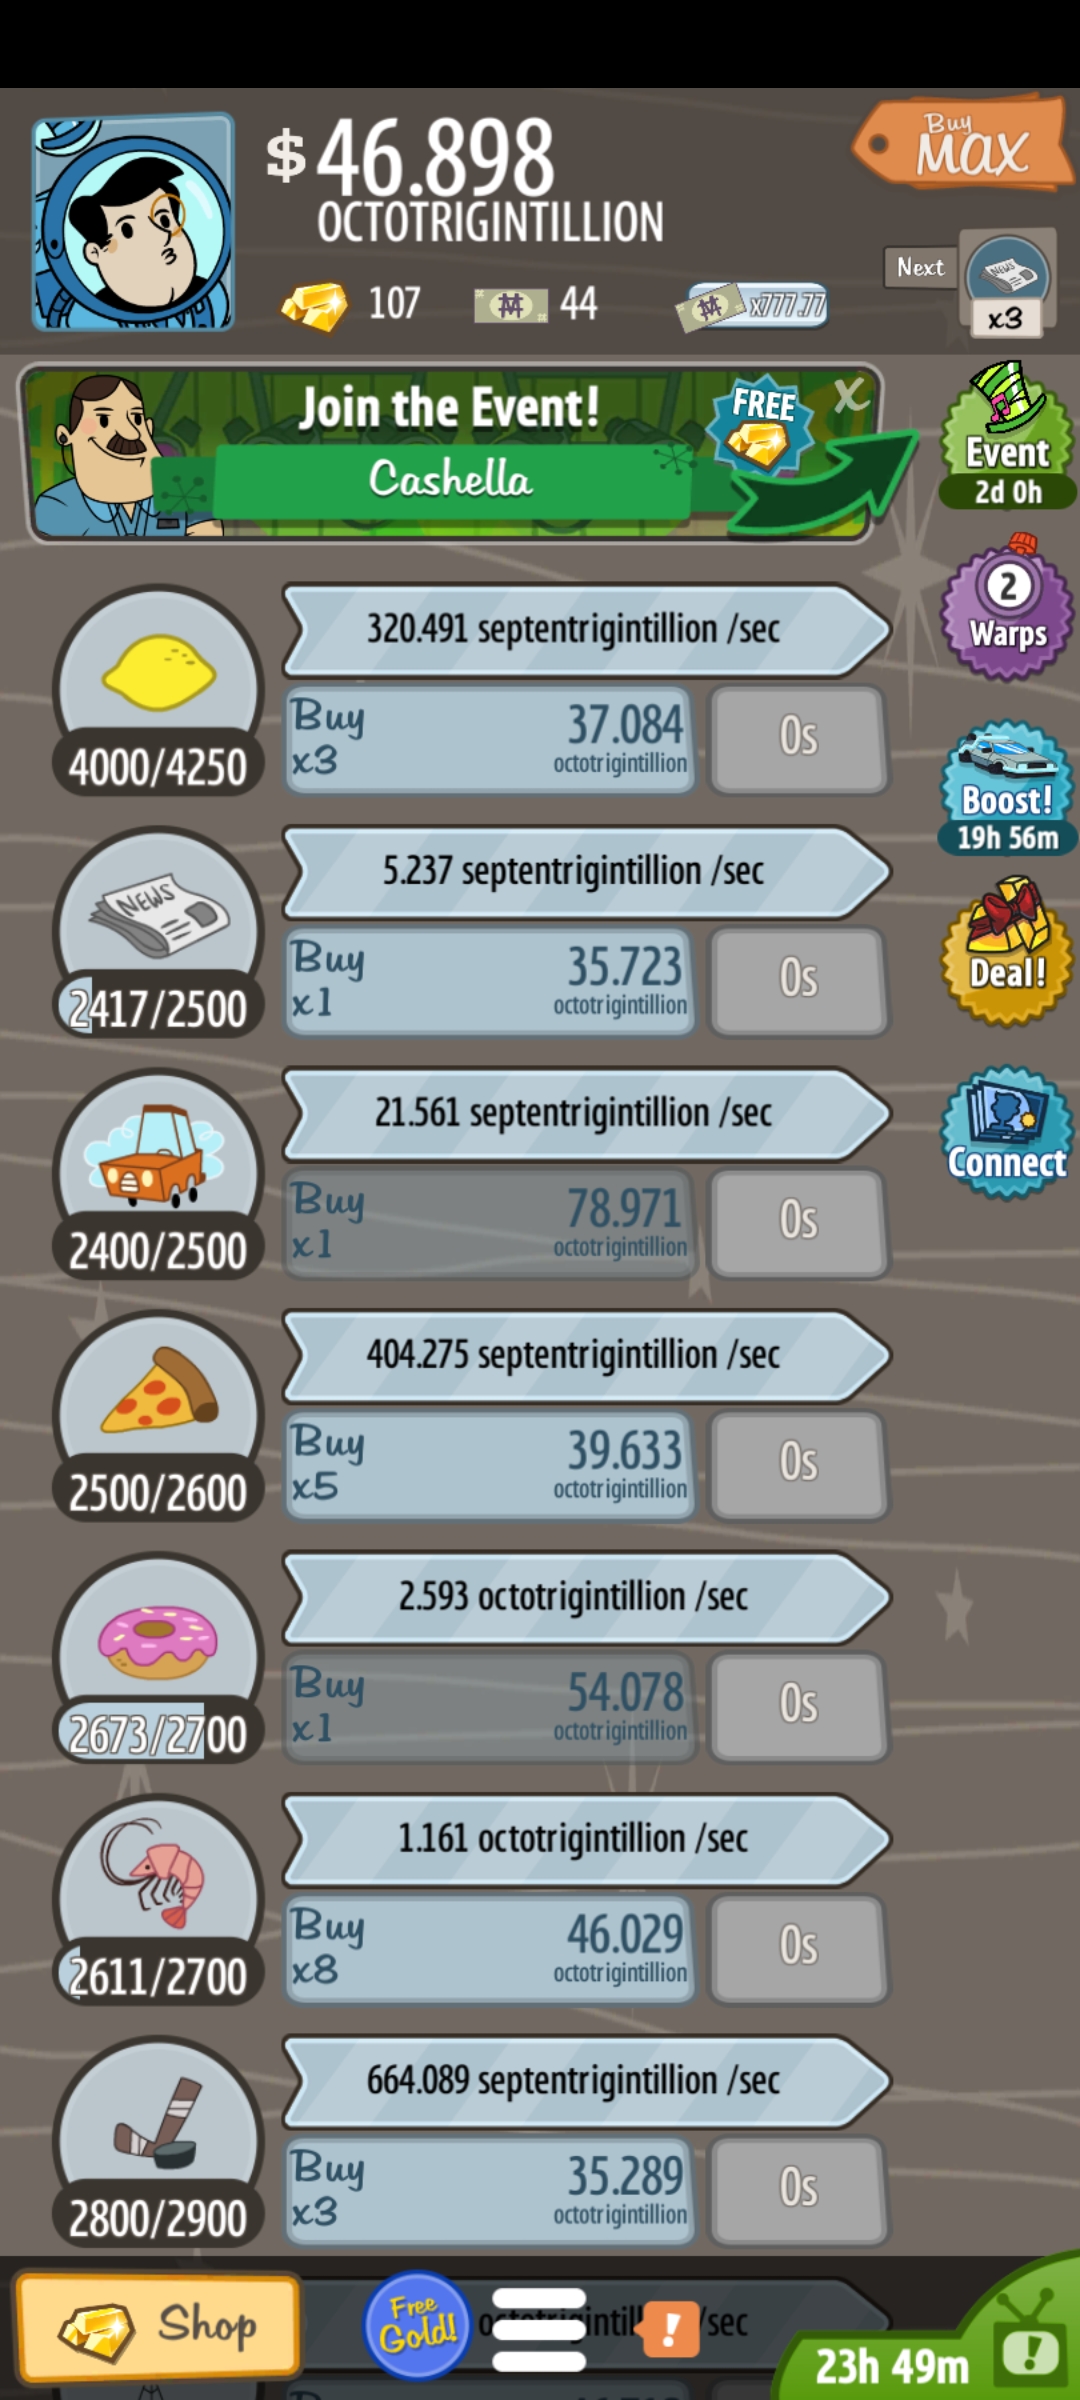 $46.898
OCTOTRIGINTILLION
Buy
Max
107
44
x777.77
Next
NEWS
x3
Join the Event!
Cashella
FREE
X
Event
2d 0h
320.491 septentrigintillion /sec
Buy
x3
37.084
octotrigintillion
0s
4000/4250
2
Warps
Boost!
19h 56m
5.237 septentrigintillion /sec
NEWS
Buy
x1
35.723
octotrigintillion
0s
2417/2500
Deal!
21.561 septentrigintillion /sec
Buy
x1
78.971
octotrigintillion
0s
2400/2500
Connect
404.275 septentrigintillion /sec
Buy
x5
39.633
octotrigintillion
0s
2500/2600
2.593 octotrigintillion /sec
Buy
x1
54.078
octotrigintillion
0s
2673/2700
1.161 octotrigintillion /sec
Buy
x8
46.029
octotrigintillion
0s
2611/2700
664.089 septentrigintillion /sec
Buy
x3
35.289
octotrigintillion
0s
2800/2900
Shop
Free
Gold!
!
/sec
23h 49m
!
Buy